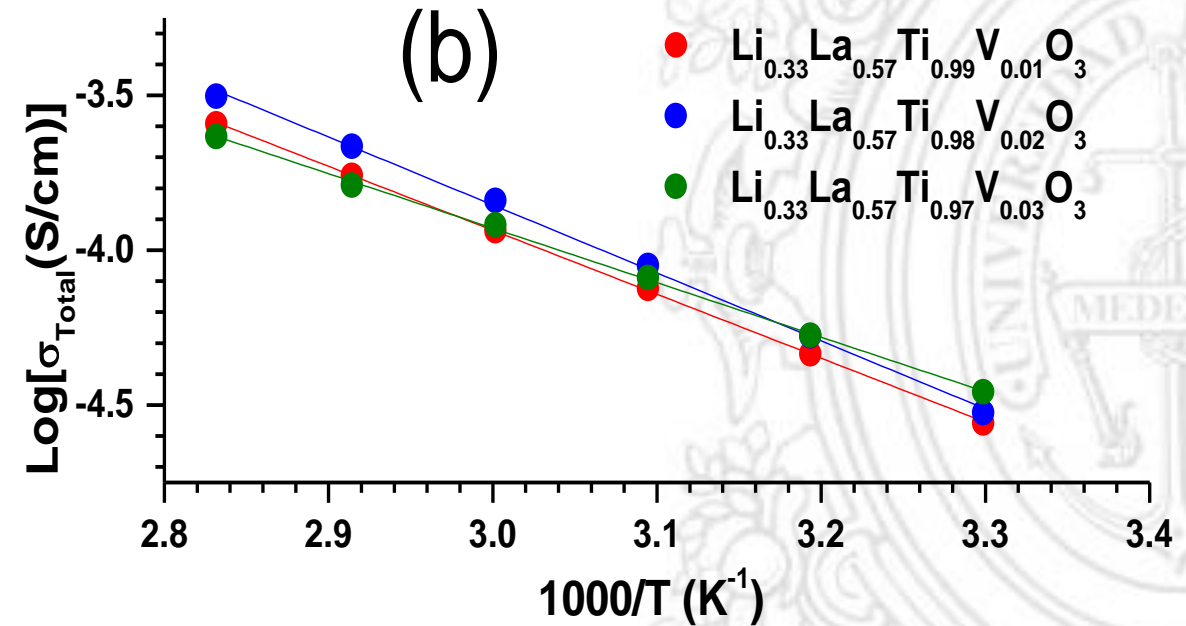 (b)
Li0.33La0.57Ti0.99V0.01O3
Li0.33La0.57Ti0.98V0.02O3
Li0.33La0.57Ti0.97V0.03O3
Log[σTotal(S/cm)]
-3.5
-4.0
-4.5
2.8 2.9 3.0 3.1 3.2 3.3 3.4
1000/T (K-1)